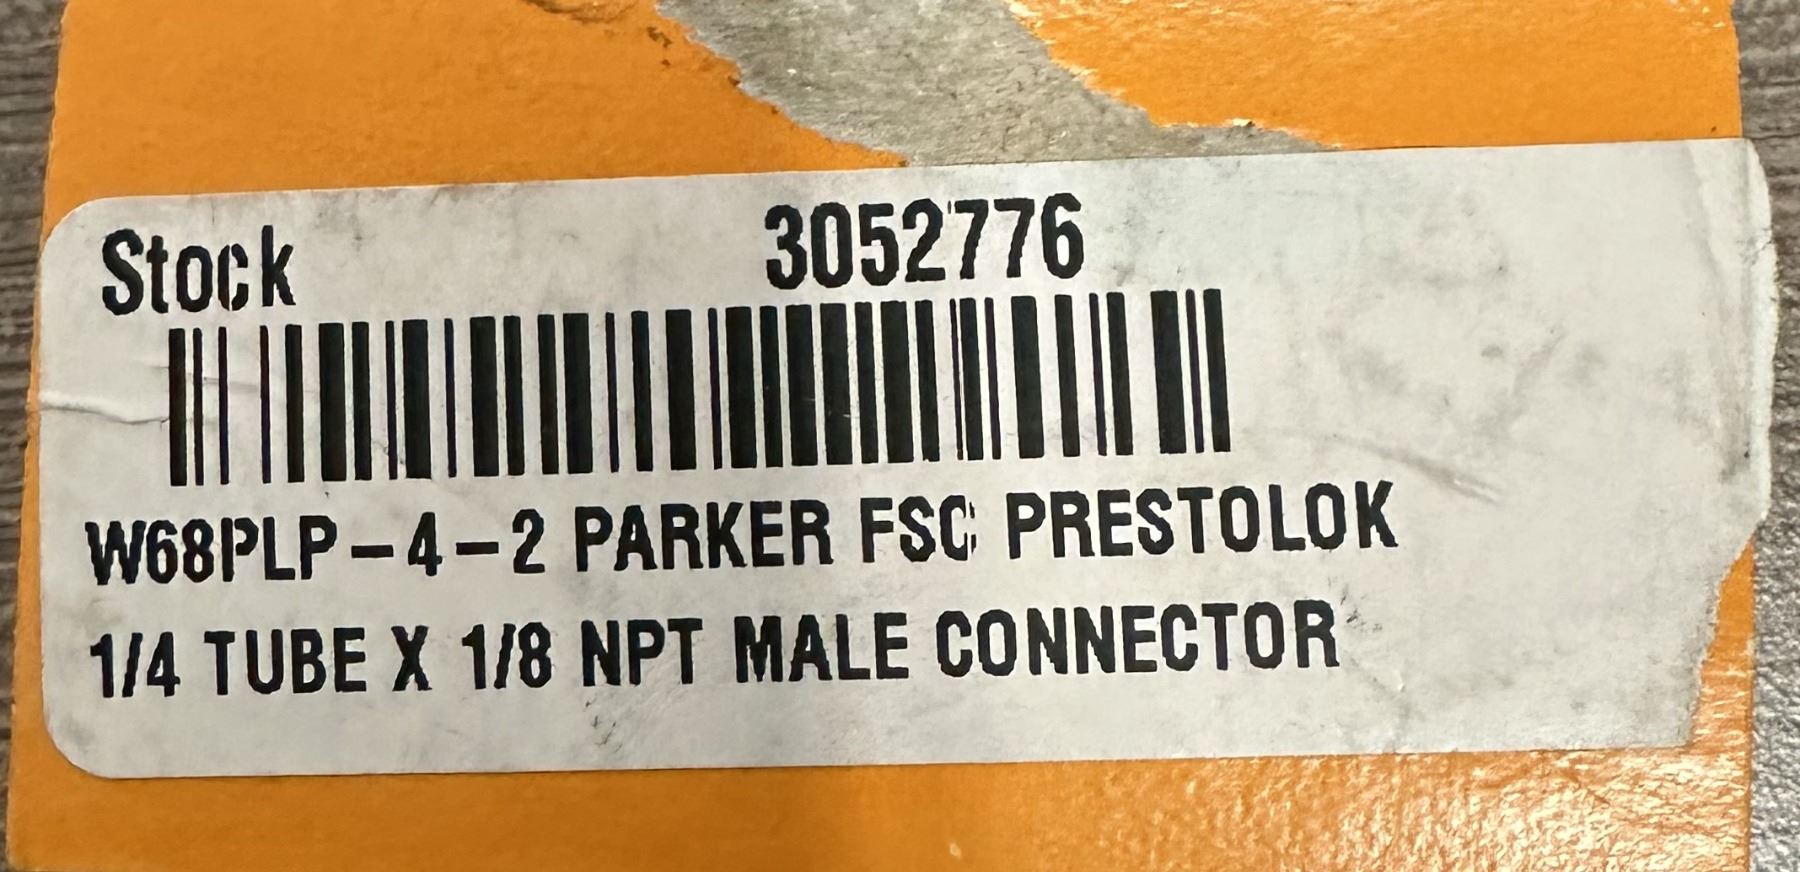 Stock 3052776
W68PLP-4-2 PARKER FSC PRESTOLOK
1/4 TUBE X 1/8 NPT MALE CONNECTOR